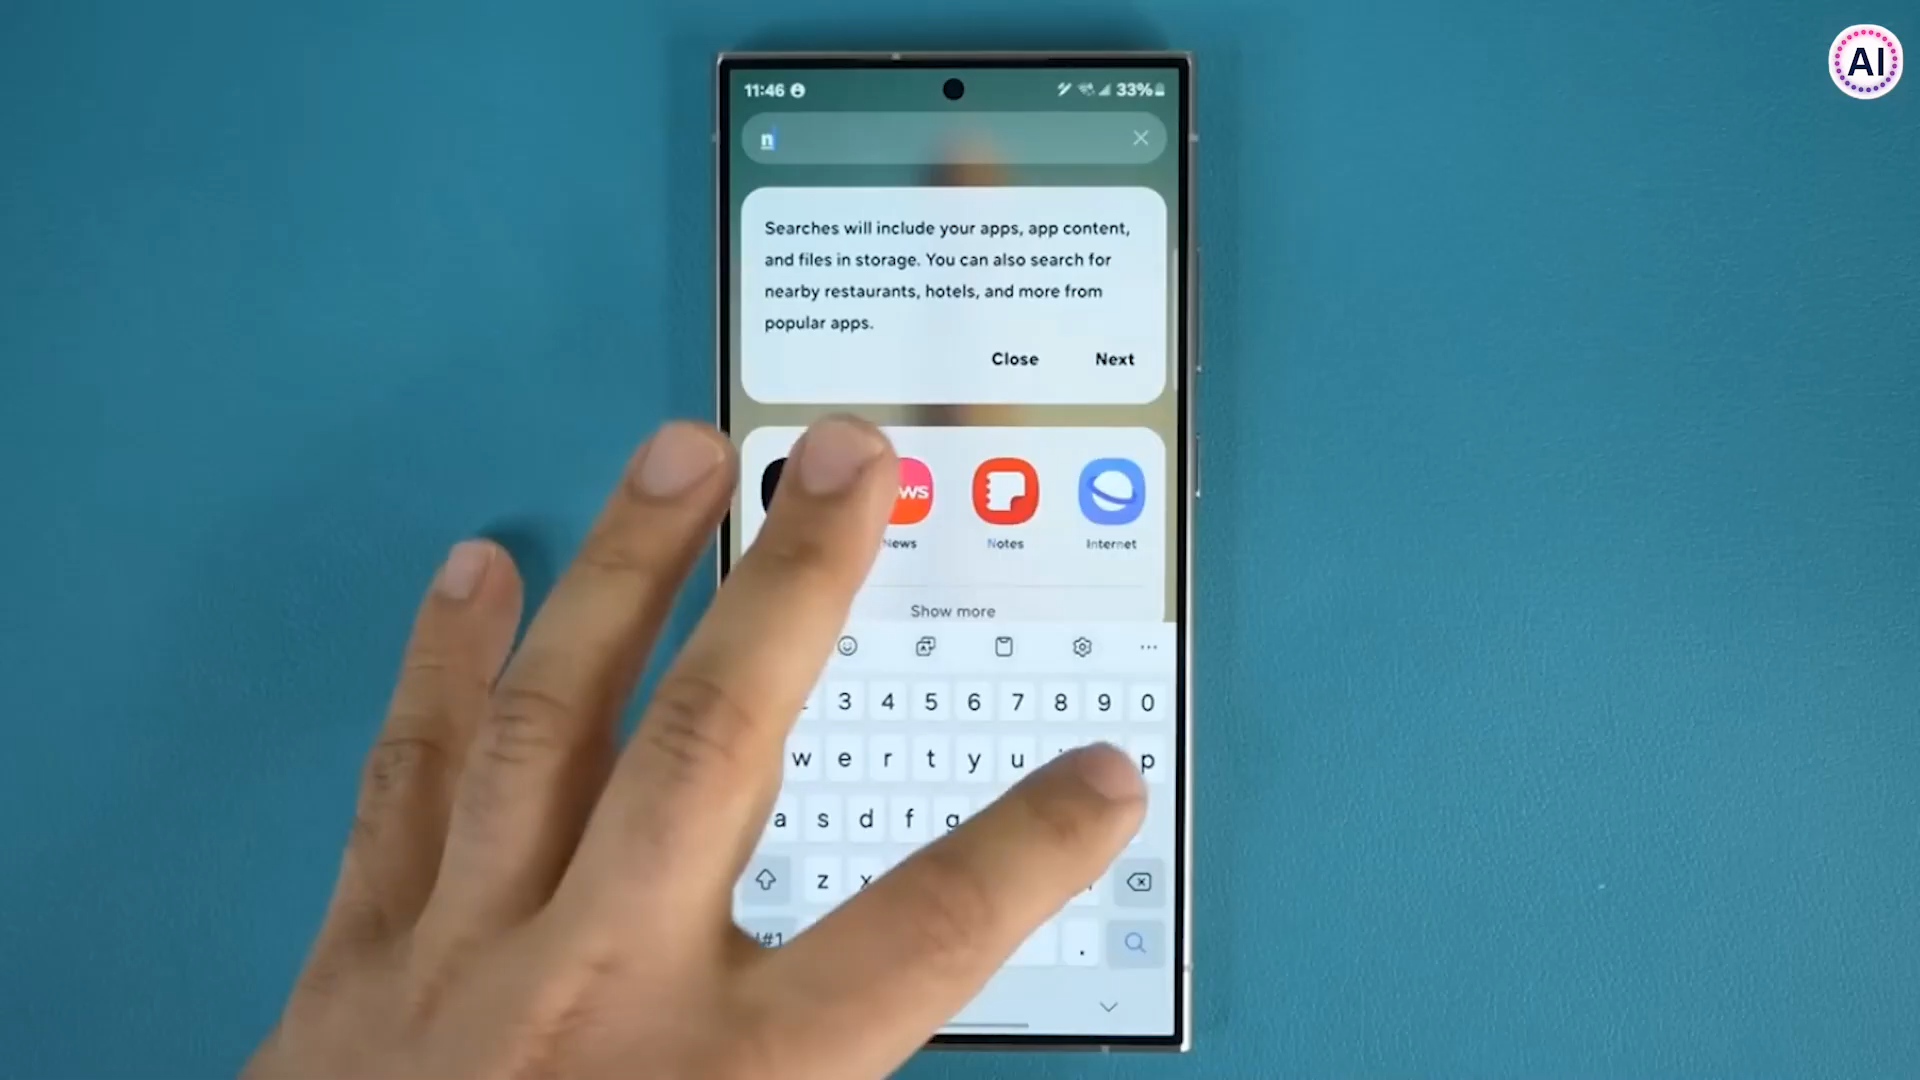 AI
11:46
33%
n
Searches will include your apps, app content,
and files in storage. You can also search for
nearby restaurants, hotels, and more from
popular apps.
Close Next
News Notes Internet
Show more
3 4 5 6 7 8 9 0
w e r t y u p
a s d f g
z x
!#1 .